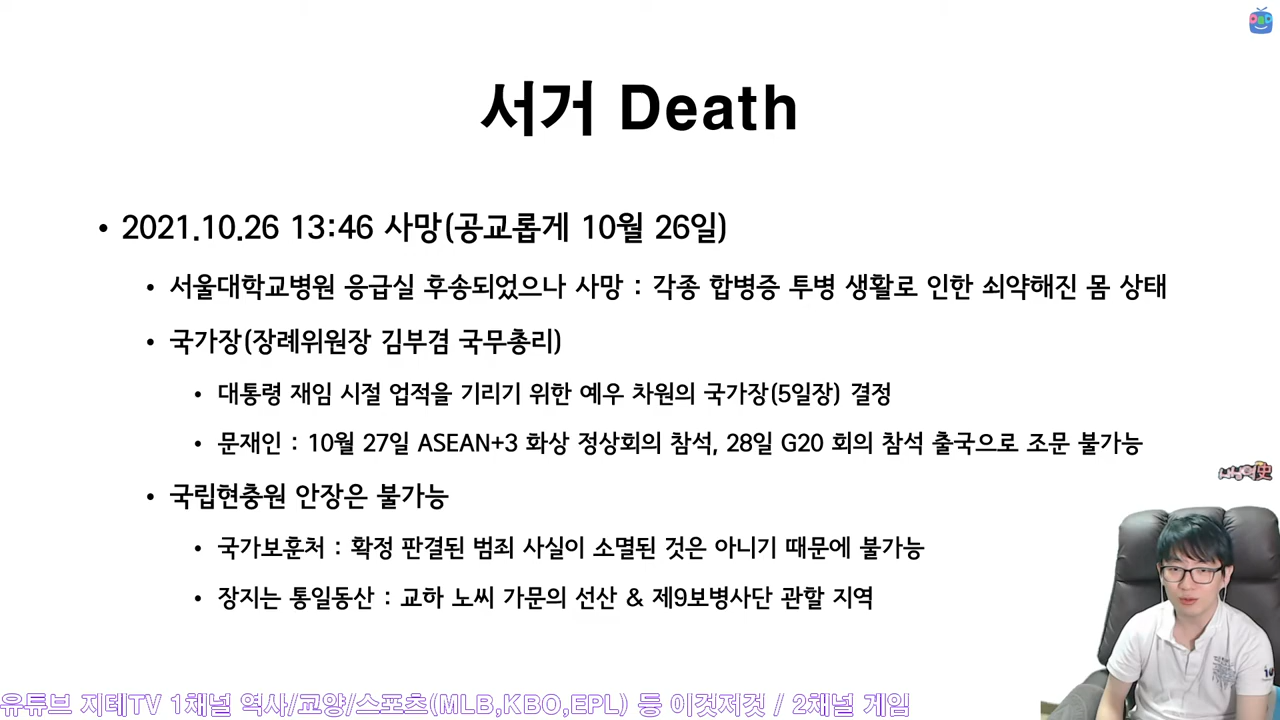 서거 Death
• 2021.10.26 13:46 사망(공교롭게 10월 26일)
• 서울대학교병원 응급실 후송되었으나 사망 : 각종 합병증 투병 생활로 인한 쇠약해진 몸 상태
• 국가장(장례위원장 김부겸 국무총리)
• 대통령 재임 시절 업적을 기리기 위한 예우 차원의 국가장(5일장) 결정
• 문재인 : 10월 27일 ASEAN+3 화상 정상회의 참석, 28일 G20 회의 참석 출국으로 조문 불가능
• 국립현충원 안장은 불가능
• 국가보훈처 : 확정 판결된 범죄 사실이 소멸된 것은 아니기 때문에 불가능
• 장지는 통일동산 : 교하 노씨 가문의 선산 & 제9보병사단 관할 지역
유튜브 지테TV 1채널 역사/교양/스포츠(MLB,KBO,EPL) 등 이것저것 / 2채널 게임